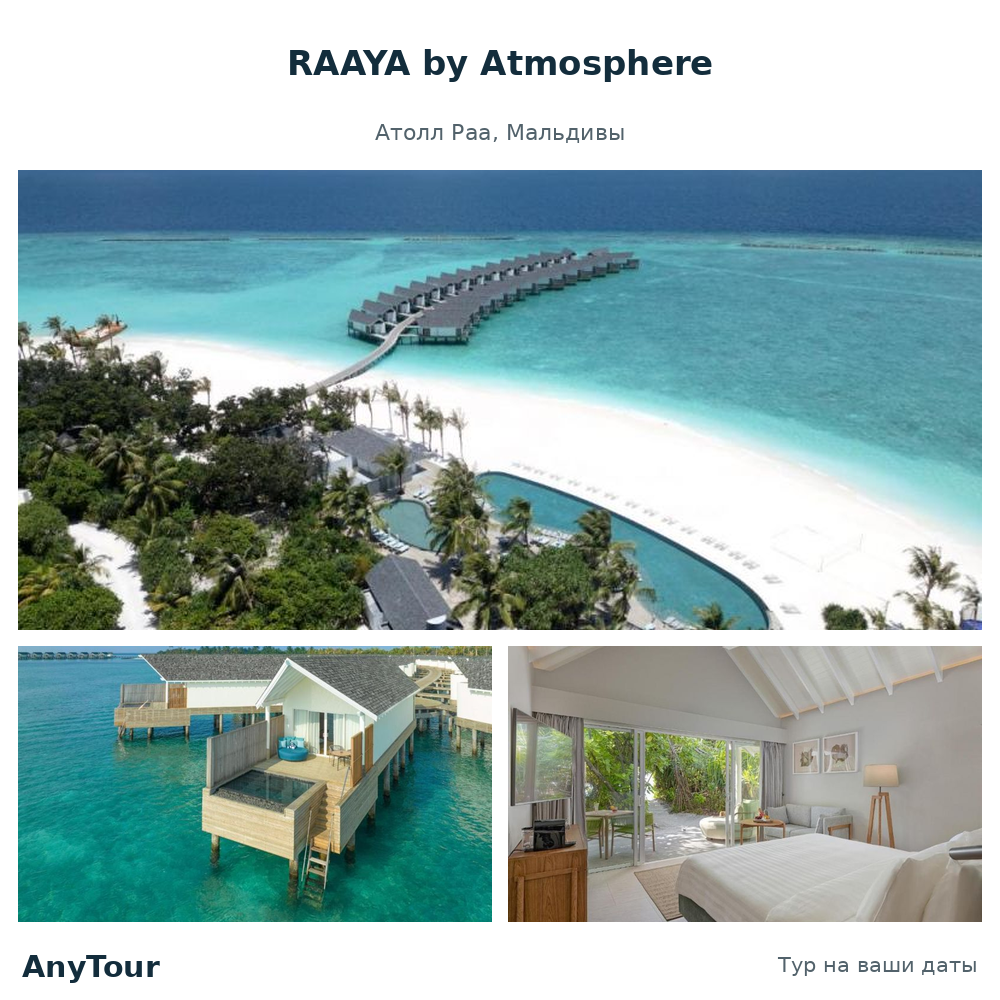 RAAYA by Atmosphere
Атолл Раа, Мальдивы
AnyTour
Тур на ваши даты